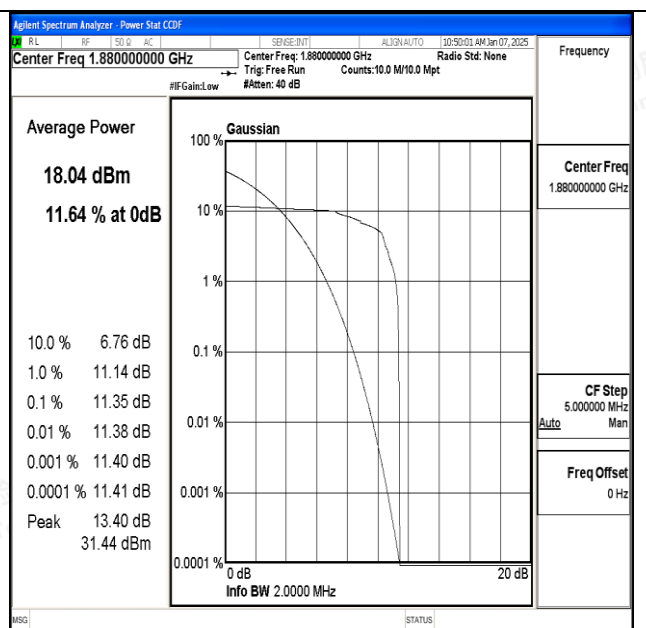 Agilent Spectrum Analyzer - Power Stat CCDF
RL RF 50 Ω AC SENSE:INT ALIGN AUTO 10:50:01 AM Jan 07, 2025
Center Freq 1.880000000 GHz
Center Freq: 1.880000000 GHz Radio Std: None
Trig: Free Run Counts:10.0 M/10.0 Mpt
#IFGain:Low #Atten: 40 dB
Frequency
Average Power
18.04 dBm
11.64 % at 0dB
10.0 % 6.76 dB
1.0 % 11.14 dB
0.1 % 11.35 dB
0.01 % 11.38 dB
0.001 % 11.40 dB
0.0001 % 11.41 dB
Peak 13.40 dB
31.44 dBm
Gaussian
100 %
10 %
1 %
0.1 %
0.01 %
0.001 %
0.0001 %
0 dB 20 dB
Info BW 2.0000 MHz
Center Freq
1.880000000 GHz
CF Step
5.000000 MHz
Auto Man
Freq Offset
0 Hz
MSG STATUS